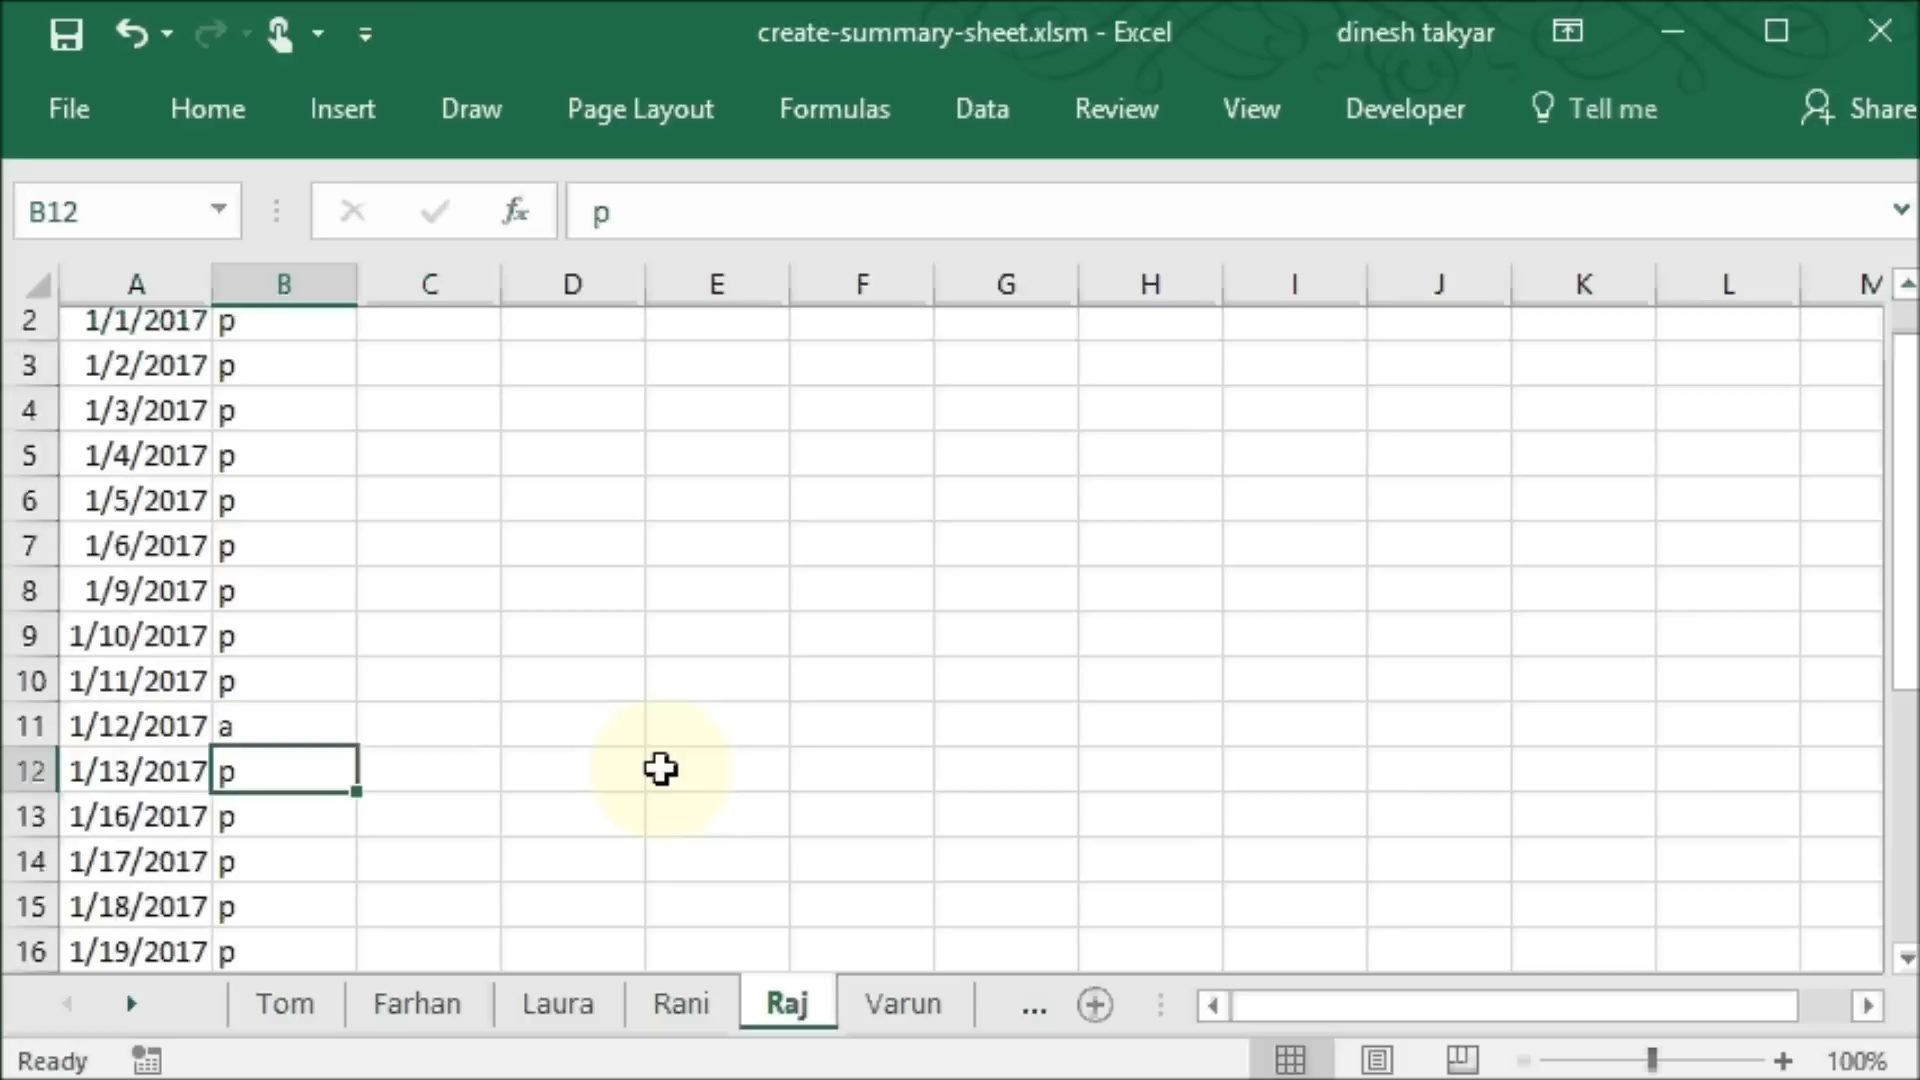 create-summary-sheet.xlsm - Excel dinesh takyar
File Home Insert Draw Page Layout Formulas Data Review View Developer Tell me Share
B12 fx p
A B C D E F G H I J K L M
2 1/1/2017 p
3 1/2/2017 p
4 1/3/2017 p
5 1/4/2017 p
6 1/5/2017 p
7 1/6/2017 p
8 1/9/2017 p
9 1/10/2017 p
10 1/11/2017 p
11 1/12/2017 a
12 1/13/2017 p
13 1/16/2017 p
14 1/17/2017 p
15 1/18/2017 p
16 1/19/2017 p
Tom Farhan Laura Rani Raj Varun ...
Ready 100%